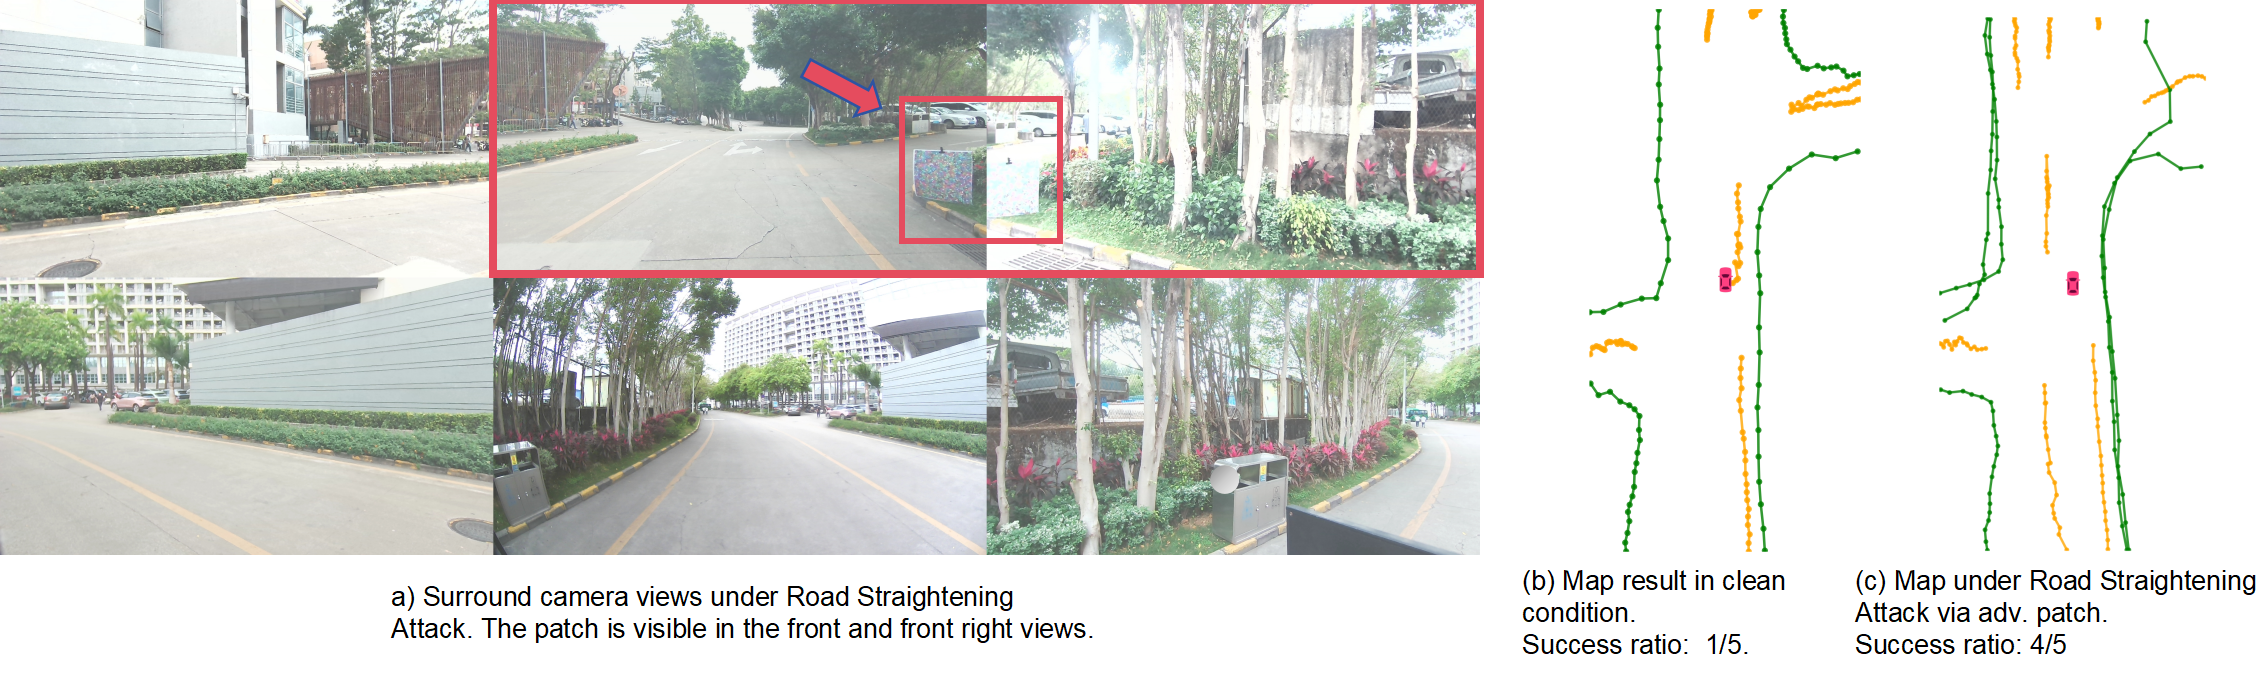 a) Surround camera views under Road Straightening
Attack. The patch is visible in the front and front right views.
(b) Map result in clean
condition.
Success ratio:  1/5.
(c) Map under Road Straightening
Attack via adv. patch.
Success ratio: 4/5